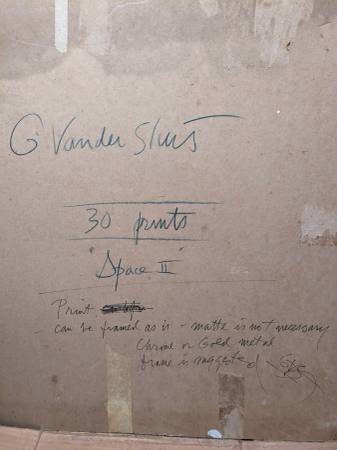 G Vander Sluis
30 prints
"Space II
Print
can be framed as is - matte is not necessary
Chrome or Gold metal
frame is suggested